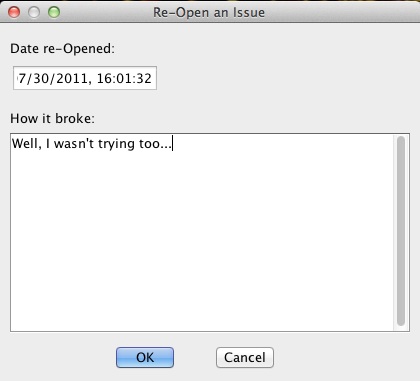 Re-Open an Issue
Date re-Opened:
7/30/2011, 16:01:32
How it broke:
Well, I wasn't trying too...
OK
Cancel